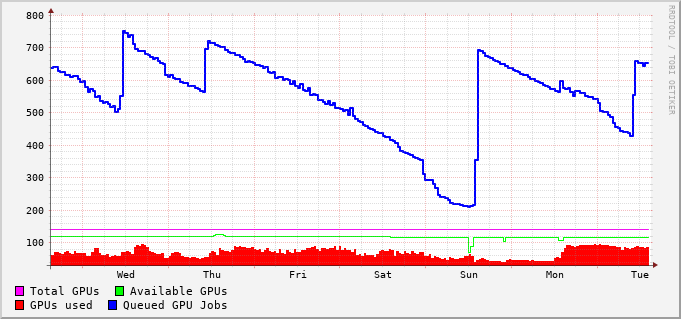 800
700
600
500
400
300
200
100
Wed Thu Fri Sat Sun Mon Tue
Total GPUs Available GPUs
GPUs used Queued GPU Jobs
RRDTOOL / TOBI OETIKER